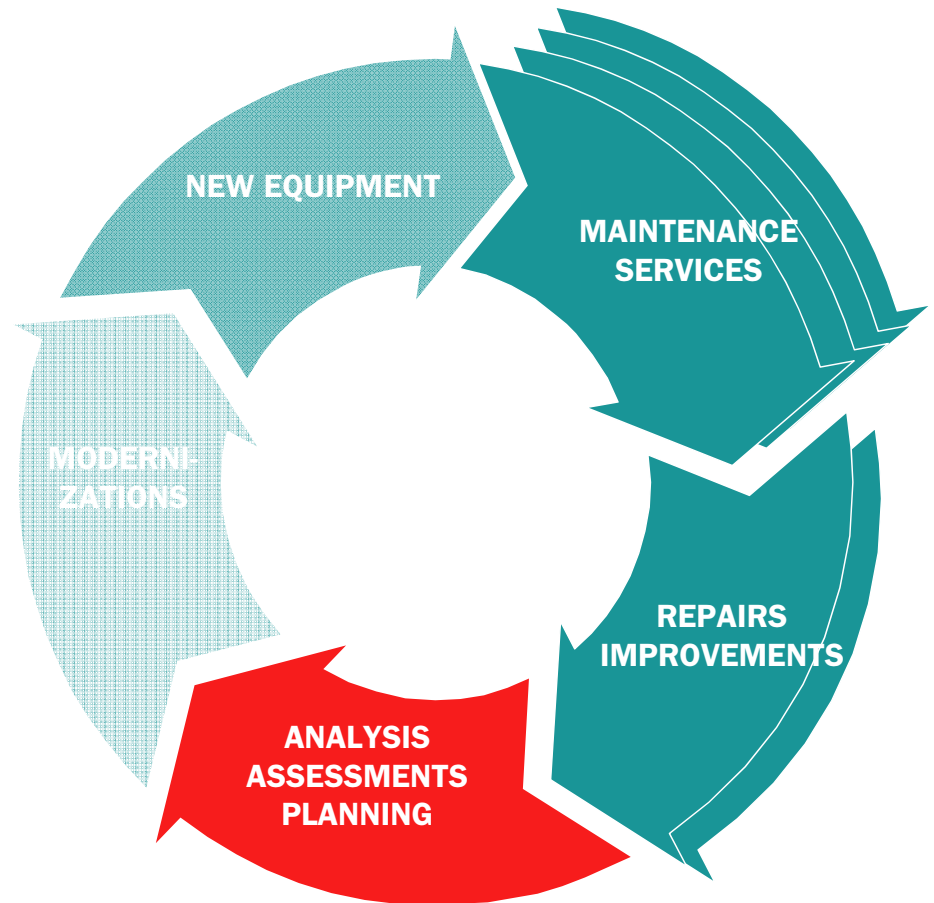 NEW EQUIPMENT
MAINTENANCE
SERVICES
REPAIRS
IMPROVEMENTS
ANALYSIS
ASSESSMENTS
PLANNING
MODERNI-
ZATIONS